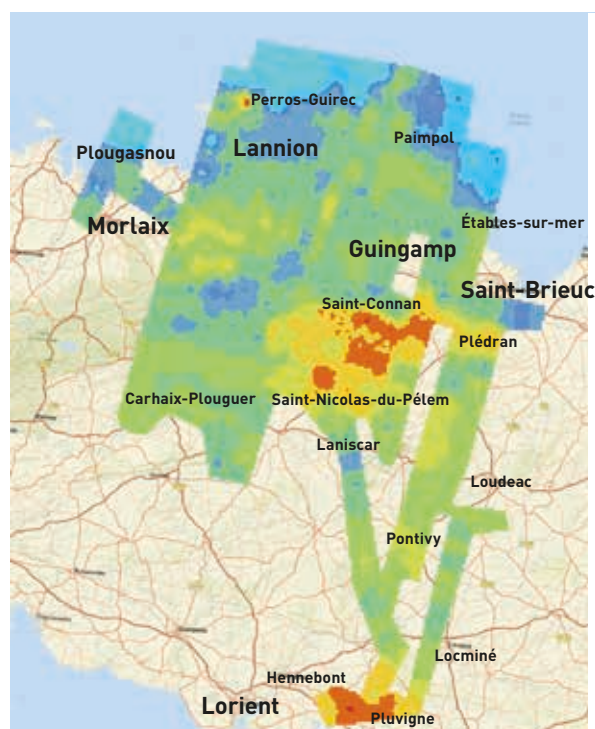 Perros-Guirec
Paimpol
Plougasnou
Lannion
Morlaix
Étables-sur-mer
Guingamp
Saint-Brieuc
Saint-Connan
Plédran
Carhaix-Plouguer
Saint-Nicolas-du-Pélem
Laniscar
Loudeac
Pontivy
Locminé
Hennebont
Lorient
Pluvigne